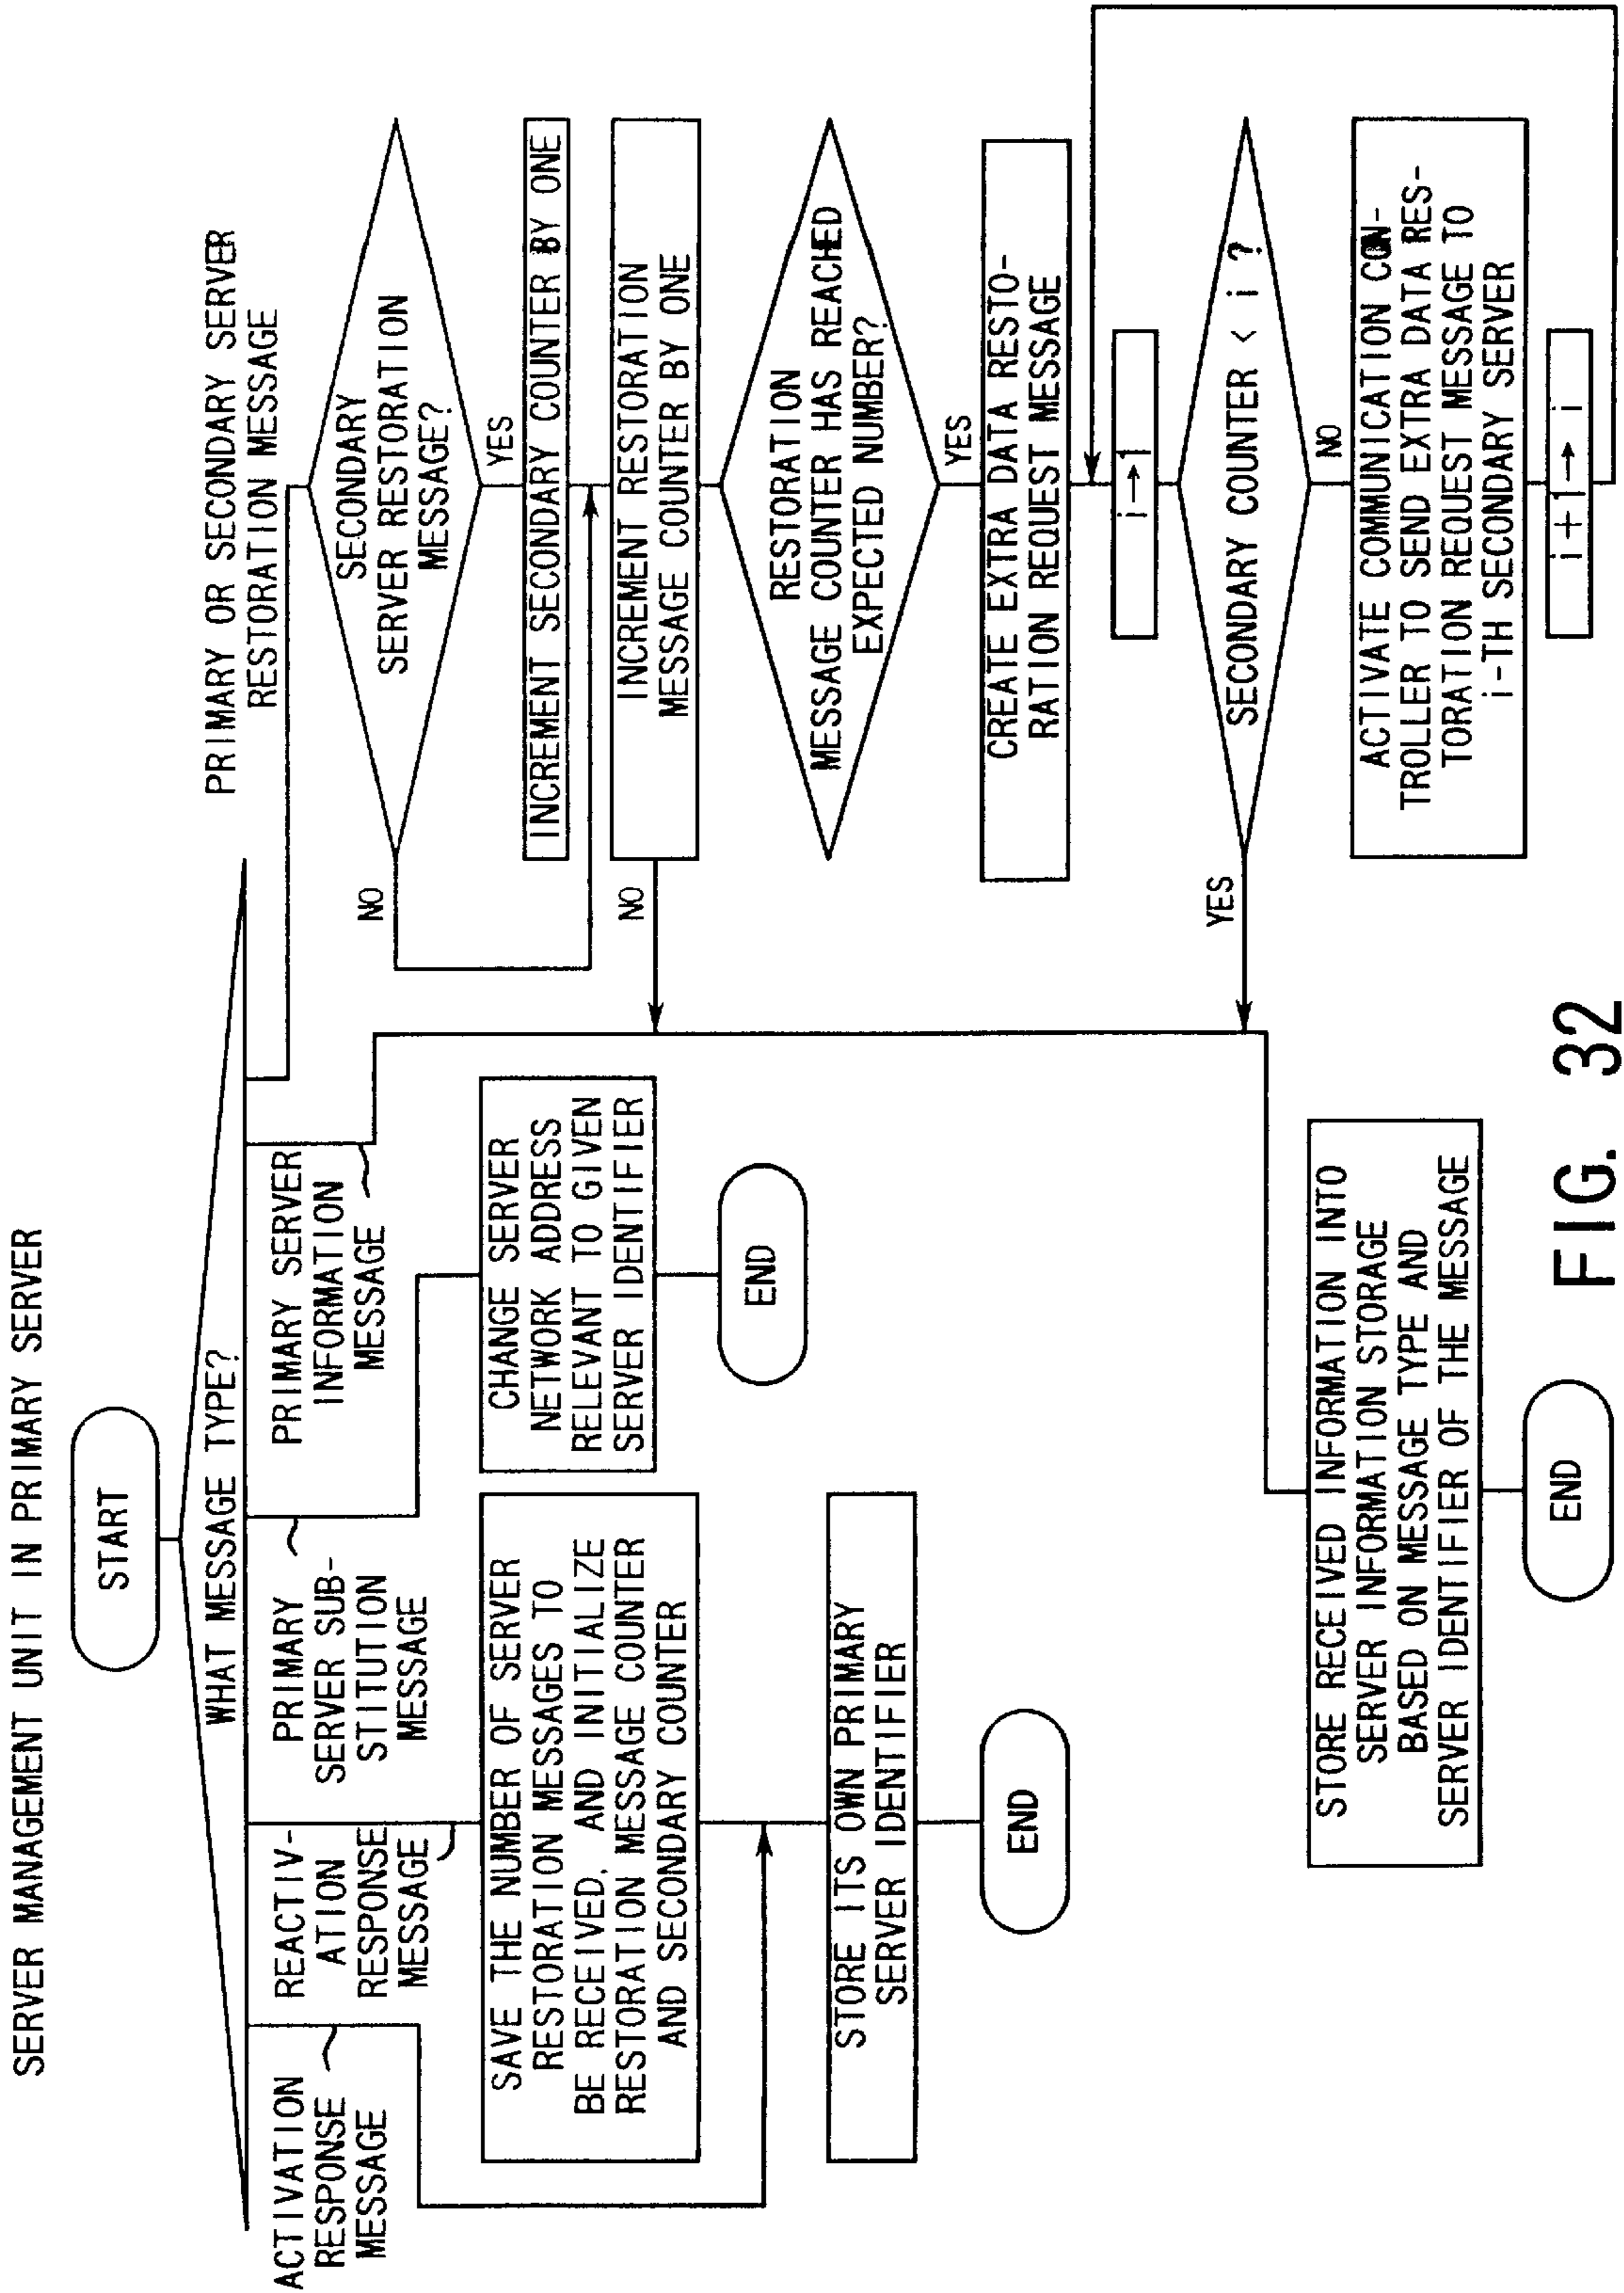 SERVER MANAGEMENT UNIT IN PRIMARY SERVER
START
WHAT MESSAGE TYPE?
ACTIVATION
RESPONSE
MESSAGE
REACTIV-
ATION
RESPONSE
MESSAGE
PRIMARY
SERVER SUB-
STITUTION
MESSAGE
PRIMARY SERVER
INFORMATION
MESSAGE
PRIMARY OR SECONDARY SERVER
RESTORATION MESSAGE
SAVE THE NUMBER OF SERVER
RESTORATION MESSAGES TO
BE RECEIVED, AND INITIALIZE
RESTORATION MESSAGE COUNTER
AND SECONDARY COUNTER
STORE ITS OWN PRIMARY
SERVER IDENTIFIER
END
CHANGE SERVER
NETWORK ADDRESS
RELEVANT TO GIVEN
SERVER IDENTIFIER
END
SECONDARY
SERVER RESTORATION
MESSAGE?
NO
YES
INCREMENT SECONDARY COUNTER BY ONE
INCREMENT RESTORATION
MESSAGE COUNTER BY ONE
NO
RESTORATION
MESSAGE COUNTER HAS REACHED
EXPECTED NUMBER?
YES
CREATE EXTRA DATA RESTO-
RATION REQUEST MESSAGE
i→1
SECONDARY COUNTER < i ?
YES
NO
ACTIVATE COMMUNICATION CON-
TROLLER TO SEND EXTRA DATA RES-
TORATION REQUEST MESSAGE TO
i-TH SECONDARY SERVER
i+1→ i
STORE RECEIVED INFORMATION INTO
SERVER INFORMATION STORAGE
BASED ON MESSAGE TYPE AND
SERVER IDENTIFIER OF THE MESSAGE
END
FIG. 32